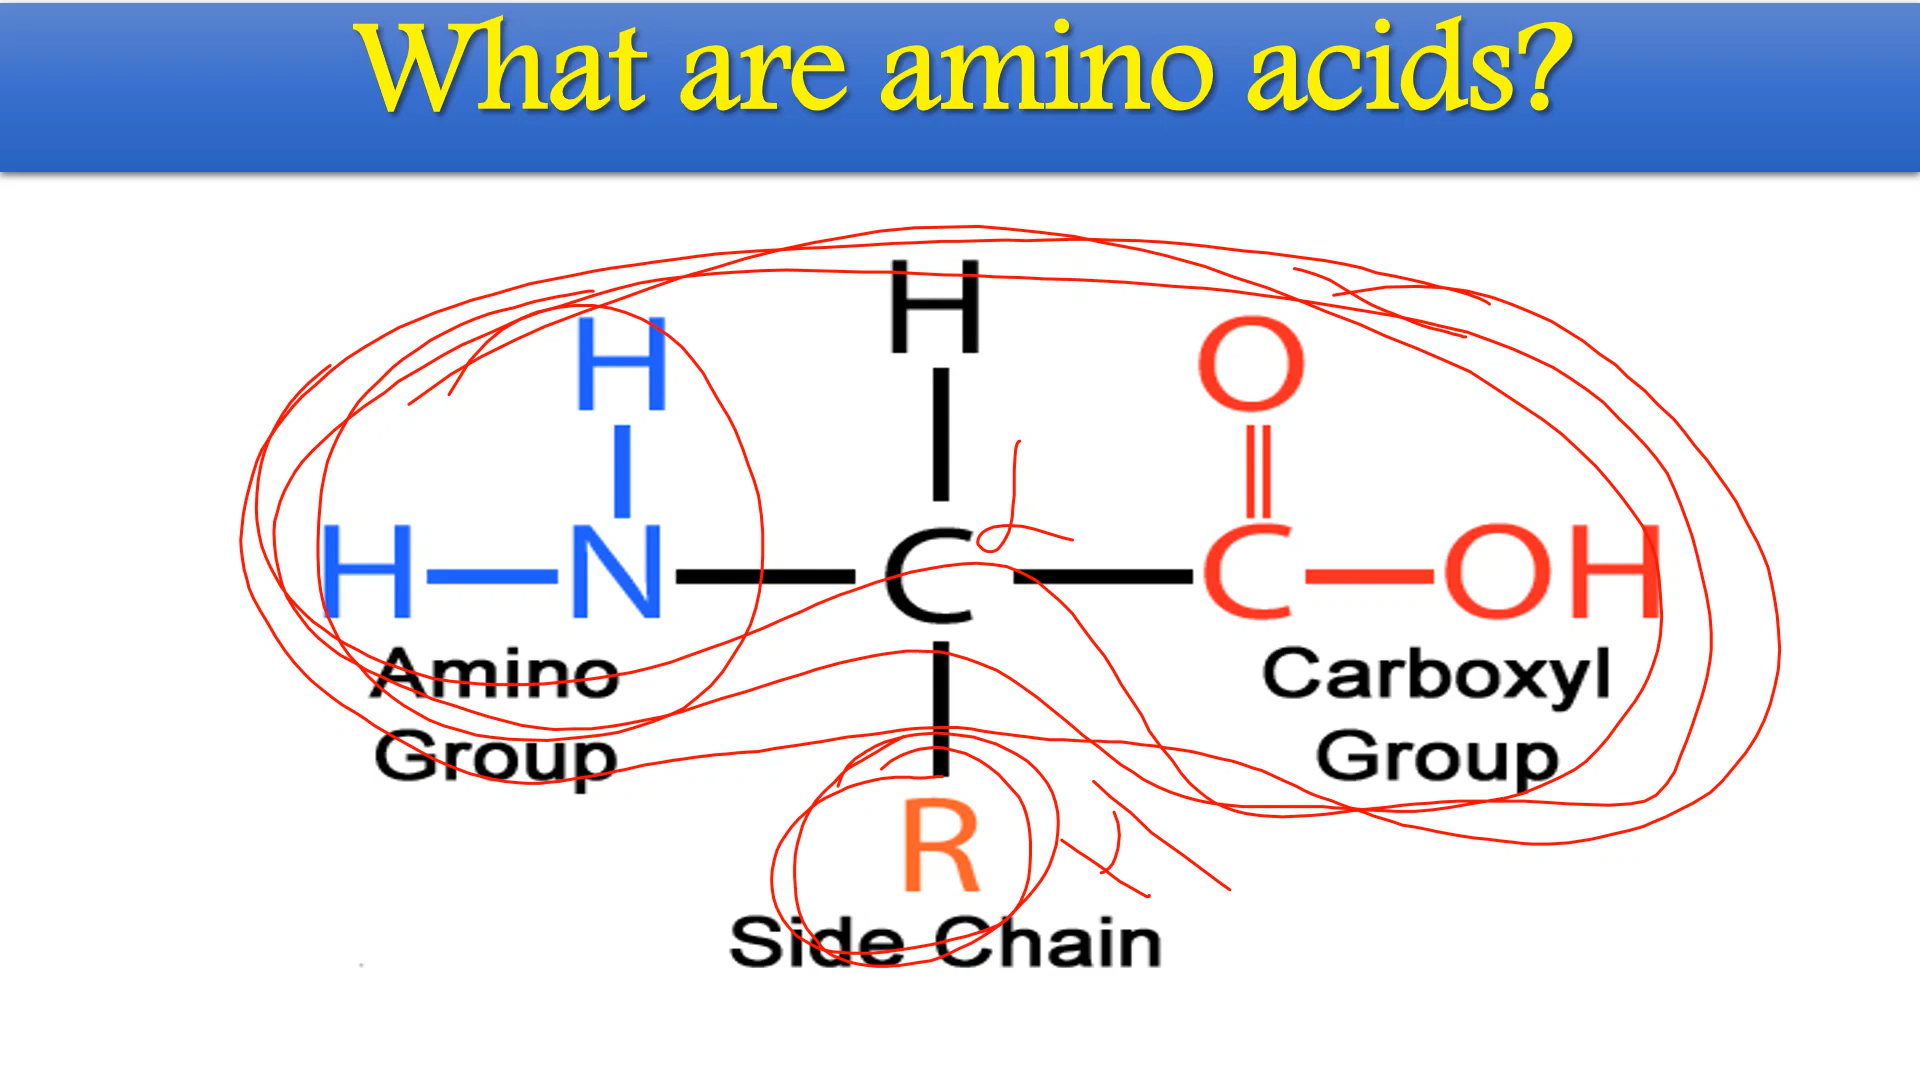 What are amino acids?
H
H O
H N C C OH
Amino Carboxyl
Group Group
R
Side Chain